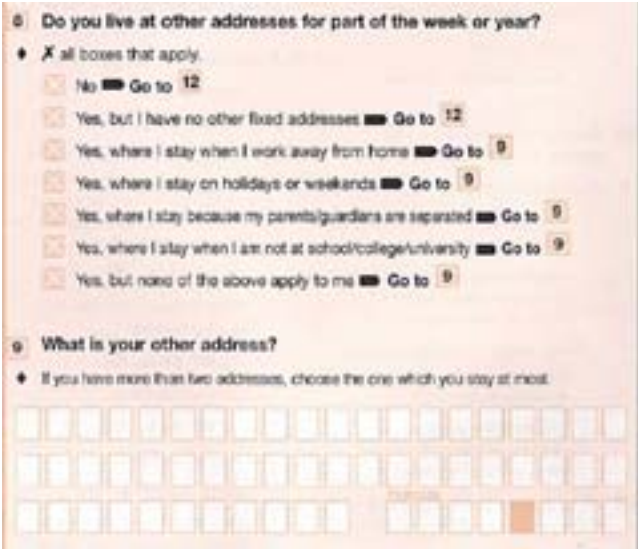 8 Do you live at other addresses for part of the week or year?
✗ all boxes that apply.
No Go to 12
Yes, but I have no other fixed addresses Go to 12
Yes, where I stay when I work away from home Go to 9
Yes, where I stay on holidays or weekends Go to 9
Yes, where I stay because my parents/guardians are separated Go to 9
Yes, where I stay when I am not at school/college/university Go to 9
Yes, but none of the above apply to me Go to 9
9 What is your other address?
If you have more than two addresses, choose the one which you stay at most.